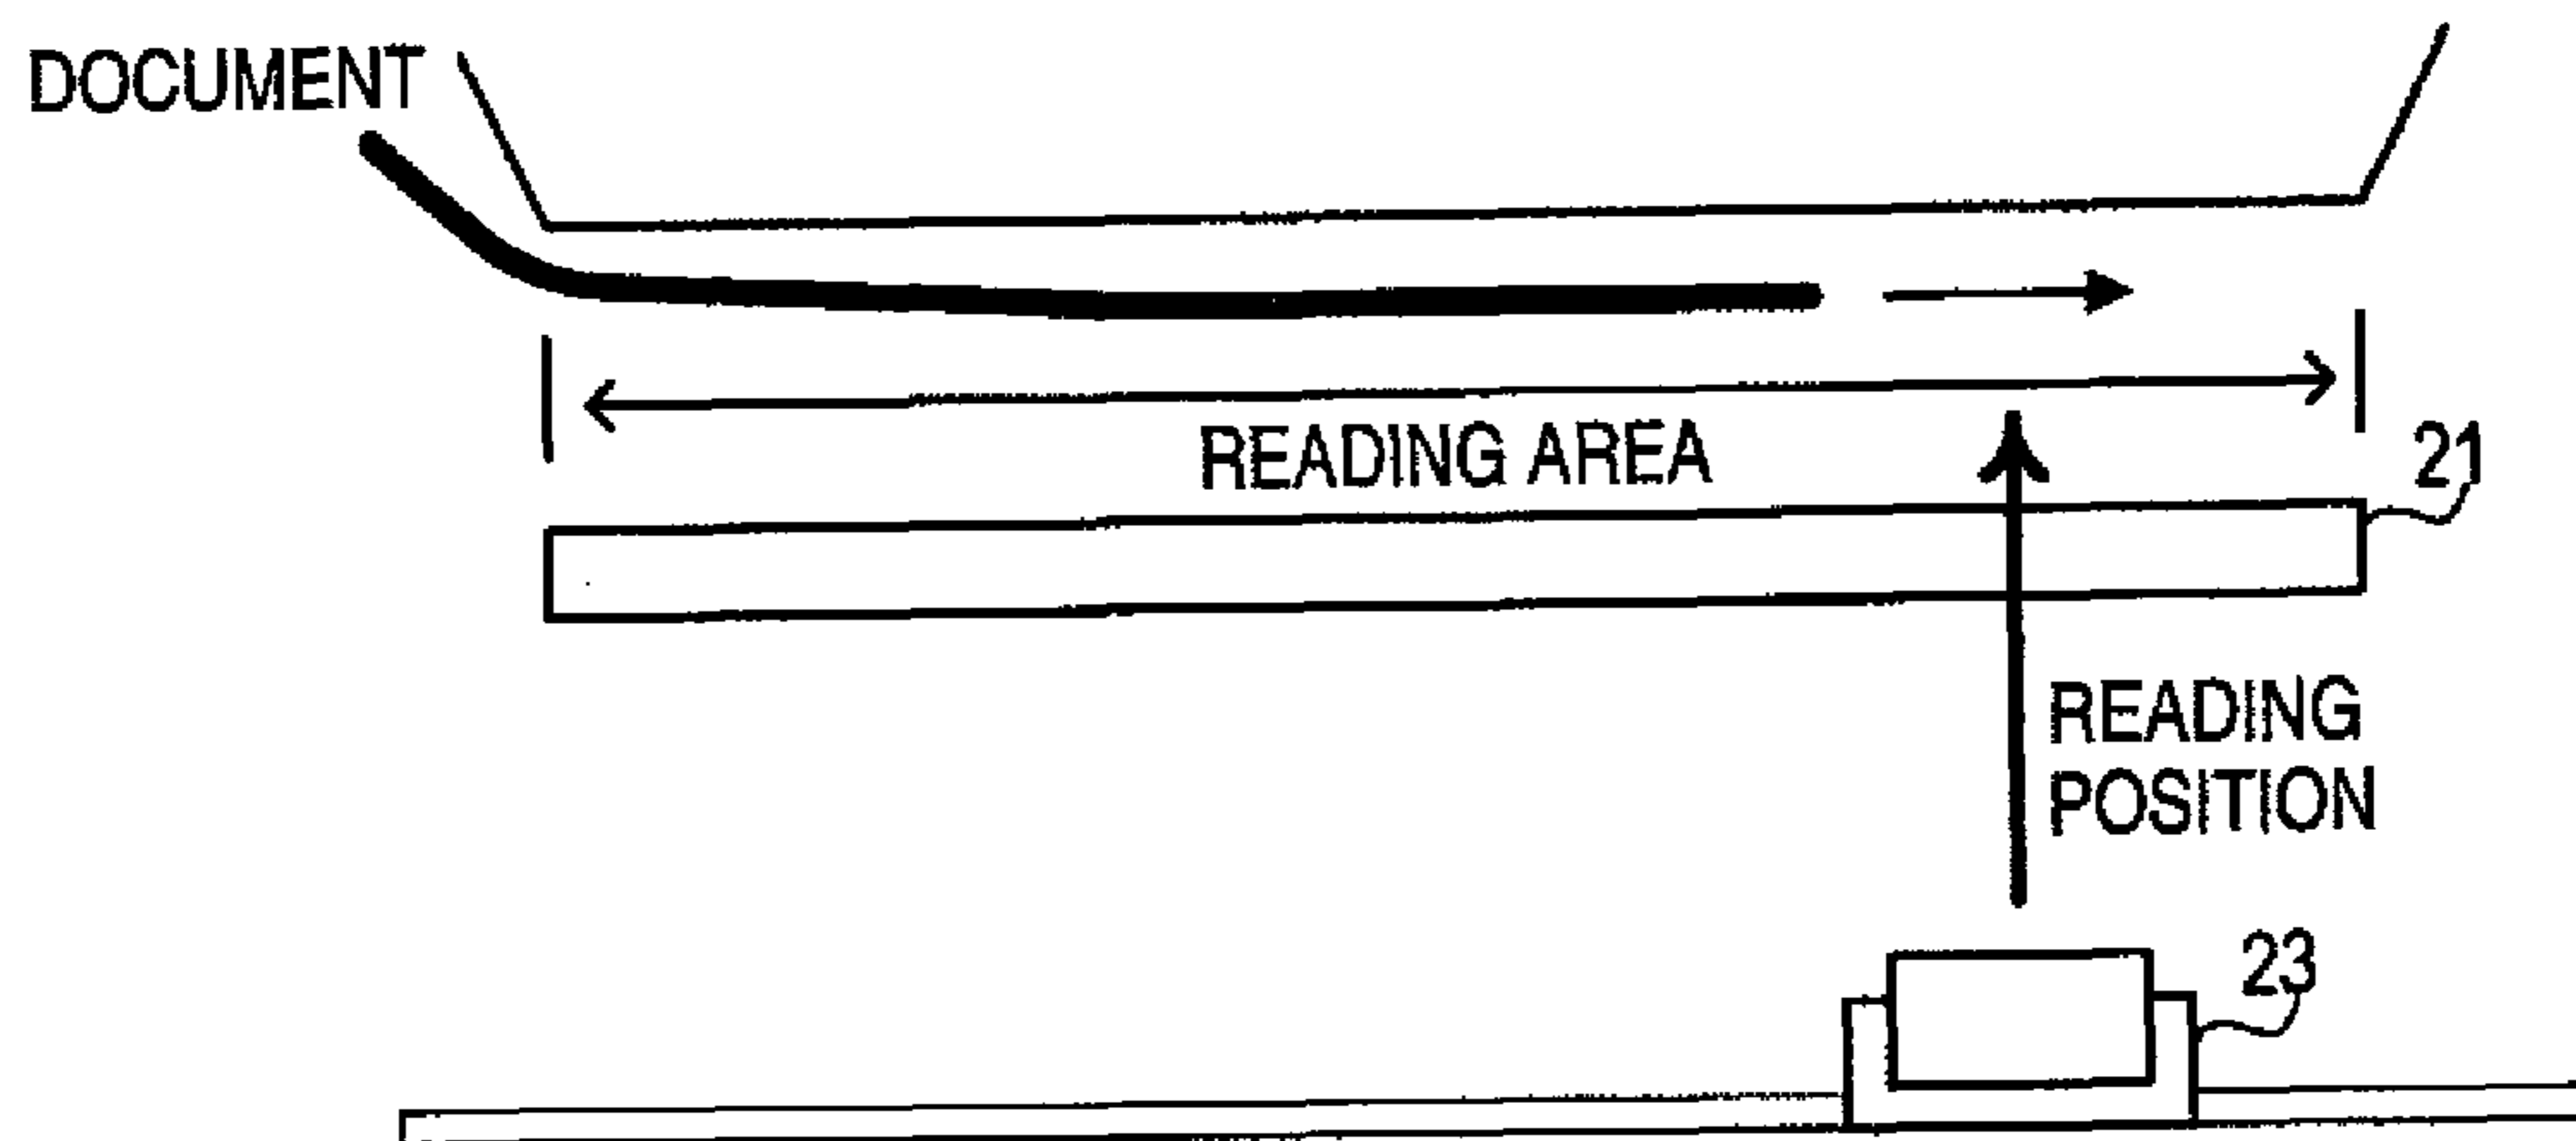 DOCUMENT
READING AREA
21
READING
POSITION
23